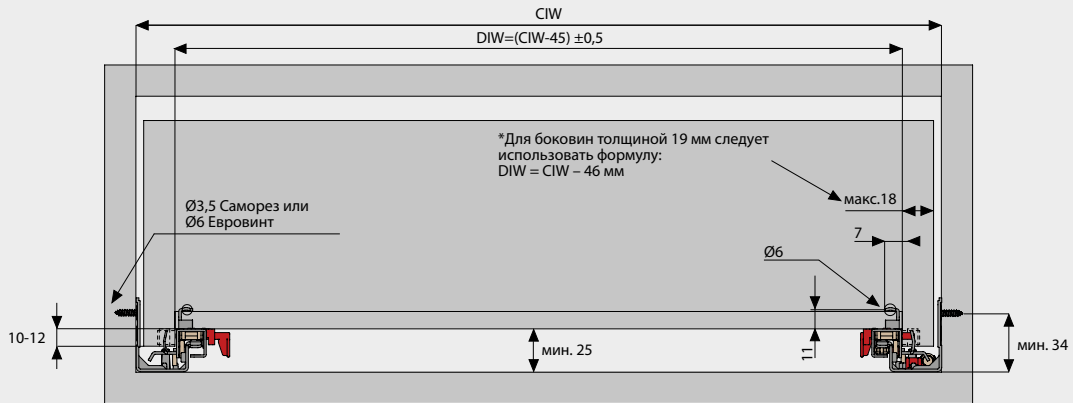 CIW
DIW=(CIW-45) ±0,5
*Для боковин толщиной 19 мм следует
использовать формулу:
DIW = CIW – 46 мм
макс.18
Ø3,5 Саморез или
Ø6 Евровинт
7
Ø6
10-12
мин. 25
11
мин. 34